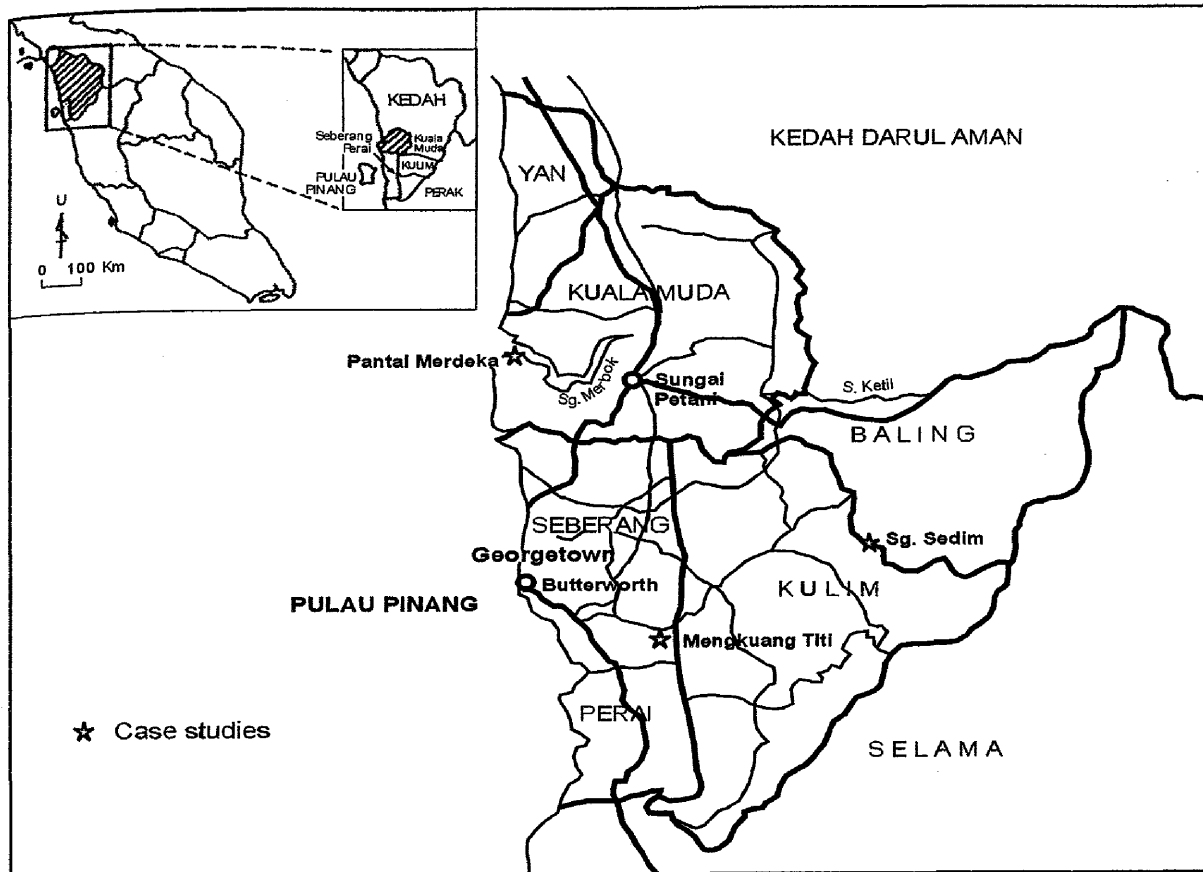 KEDAH
Seberang
Perai
Kuala
Muda
KULIM
PULAU
PINANG
PERAK
U
0 100 Km
KEDAH DARUL AMAN
YAN
KUALA MUDA
Pantai Merdeka
Sg. Merbok
Sungai
Petani
S. Ketil
BALING
SEBERANG
Sg. Sedim
Georgetown
Butterworth
KULIM
PULAU PINANG
Mengkuang Titi
PERAI
Case studies
SELAMA